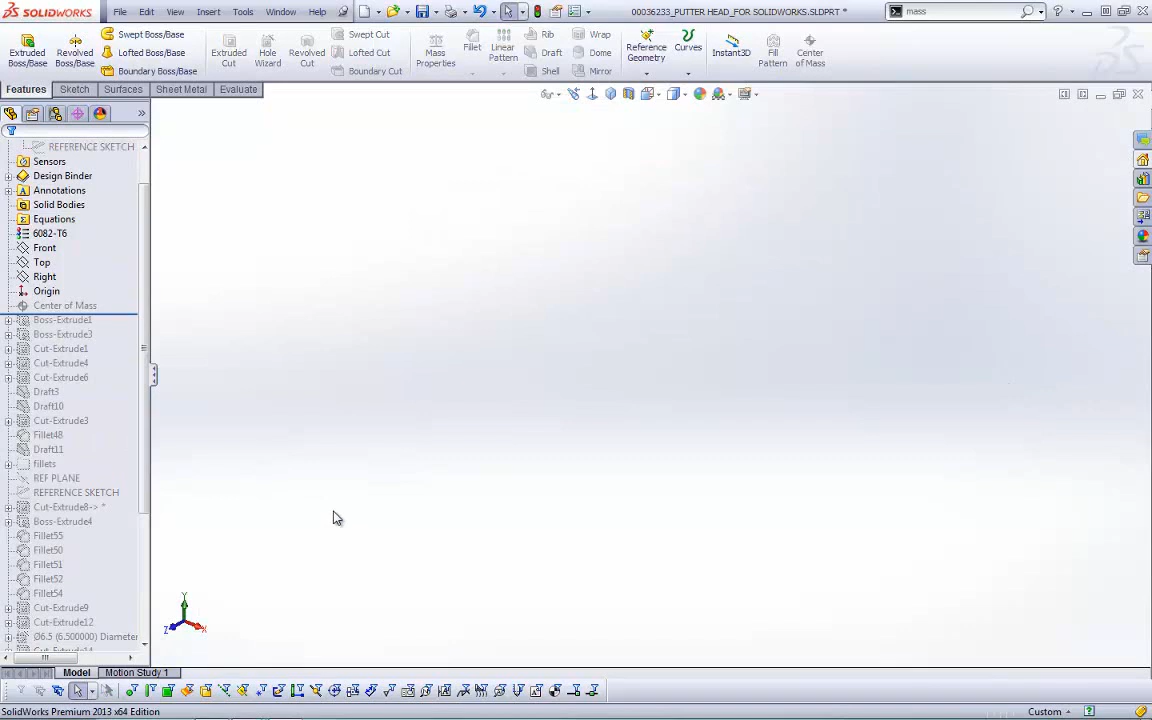 SOLIDWORKS File Edit View Insert Tools Window Help 00036233_PUTTER HEAD_FOR SOLIDWORKS.SLDPRT * mass
Extruded Boss/Base
Revolved Boss/Base
Swept Boss/Base
Lofted Boss/Base
Boundary Boss/Base
Extruded Cut
Hole Wizard
Revolved Cut
Swept Cut
Lofted Cut
Boundary Cut
Mass Properties
Fillet
Linear Pattern
Rib
Draft
Shell
Wrap
Dome
Mirror
Reference Geometry
Curves
Instant3D
Fill Pattern
Center of Mass
Features Sketch Surfaces Sheet Metal Evaluate
REFERENCE SKETCH
Sensors
Design Binder
Annotations
Solid Bodies
Equations
6082-T6
Front
Top
Right
Origin
Center of Mass
Boss-Extrude1
Boss-Extrude3
Cut-Extrude1
Cut-Extrude4
Cut-Extrude6
Draft3
Draft10
Cut-Extrude3
Fillet48
Draft11
fillets
REF PLANE
REFERENCE SKETCH
Cut-Extrude8-> *
Boss-Extrude4
Fillet55
Fillet50
Fillet51
Fillet52
Fillet54
Cut-Extrude9
Cut-Extrude12
Ø6.5 (6.500000) Diameter
Cut-Extrude14
Y
Z X
Model Motion Study 1
SolidWorks Premium 2013 x64 Edition Custom